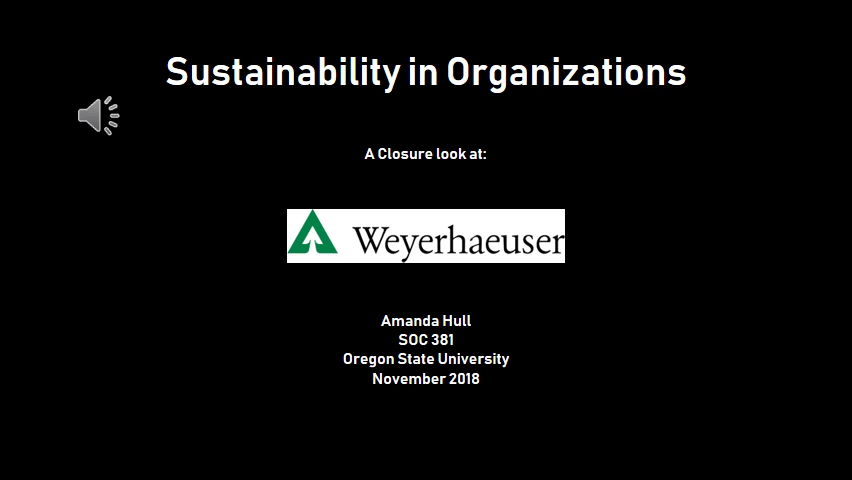 Sustainability in Organizations
A Closure look at:
Weyerhaeuser
Amanda Hull
SOC 381
Oregon State University
November 2018